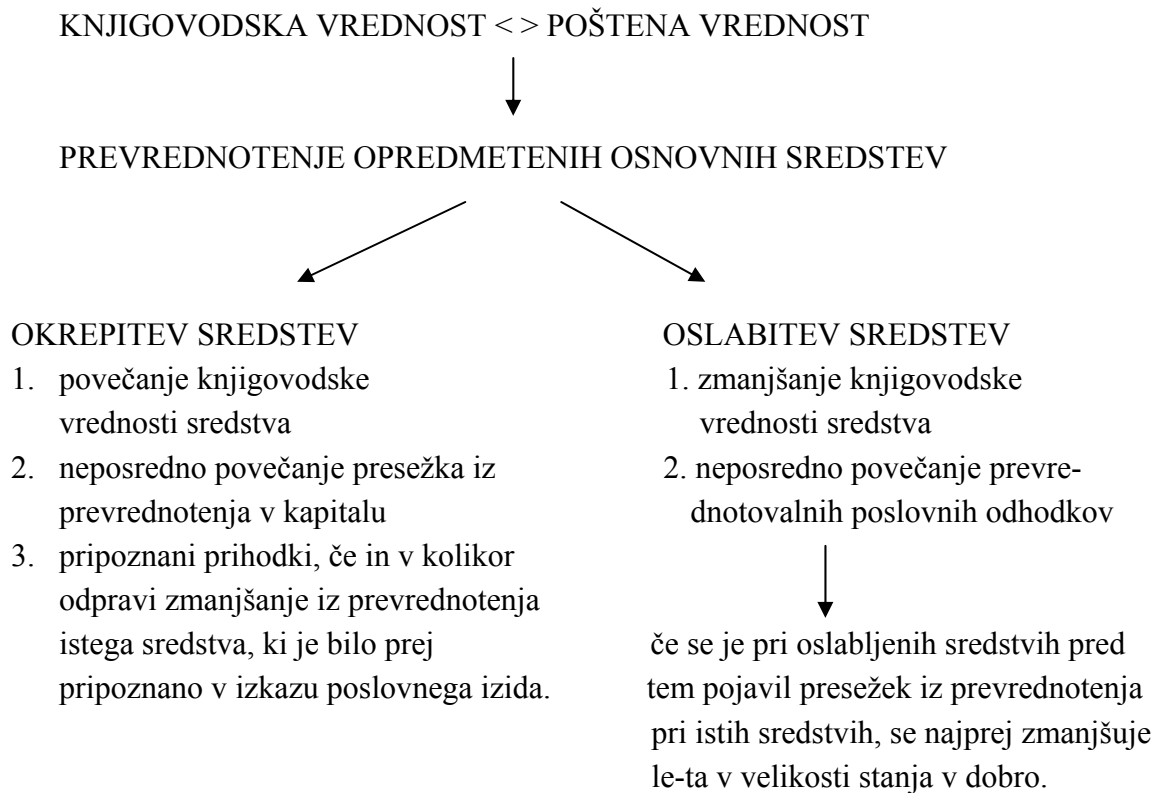 KNJIGOVODSKA VREDNOST < > POŠTENA VREDNOST
PREVREDNOTENJE OPREDMETENIH OSNOVNIH SREDSTEV
OKREPITEV SREDSTEV
1. povečanje knjigovodske
vrednosti sredstva
2. neposredno povečanje presežka iz
prevrednotenja v kapitalu
3. pripoznani prihodki, če in v kolikor
odpravi zmanjšanje iz prevrednotenja
istega sredstva, ki je bilo prej
pripoznano v izkazu poslovnega izida.
OSLABITEV SREDSTEV
1. zmanjšanje knjigovodske
vrednosti sredstva
2. neposredno povečanje prevre-
dnotovalnih poslovnih odhodkov
če se je pri oslabljenih sredstvih pred
tem pojavil presežek iz prevrednotenja
pri istih sredstvih, se najprej zmanjšuje
le-ta v velikosti stanja v dobro.